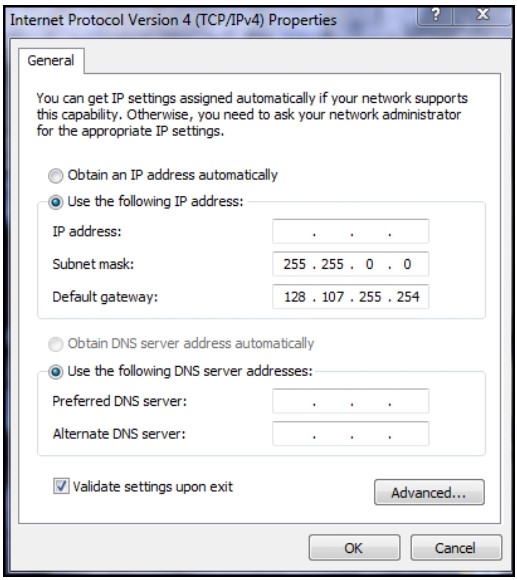 Internet Protocol Version 4 (TCP/IPv4) Properties
? X
General
You can get IP settings assigned automatically if your network supports
this capability. Otherwise, you need to ask your network administrator
for the appropriate IP settings.
Obtain an IP address automatically
Use the following IP address:
IP address: . . .
Subnet mask: 255 . 255 . 0 . 0
Default gateway: 128 . 107 . 255 . 254
Obtain DNS server address automatically
Use the following DNS server addresses:
Preferred DNS server: . . .
Alternate DNS server: . . .
Validate settings upon exit
Advanced...
OK Cancel